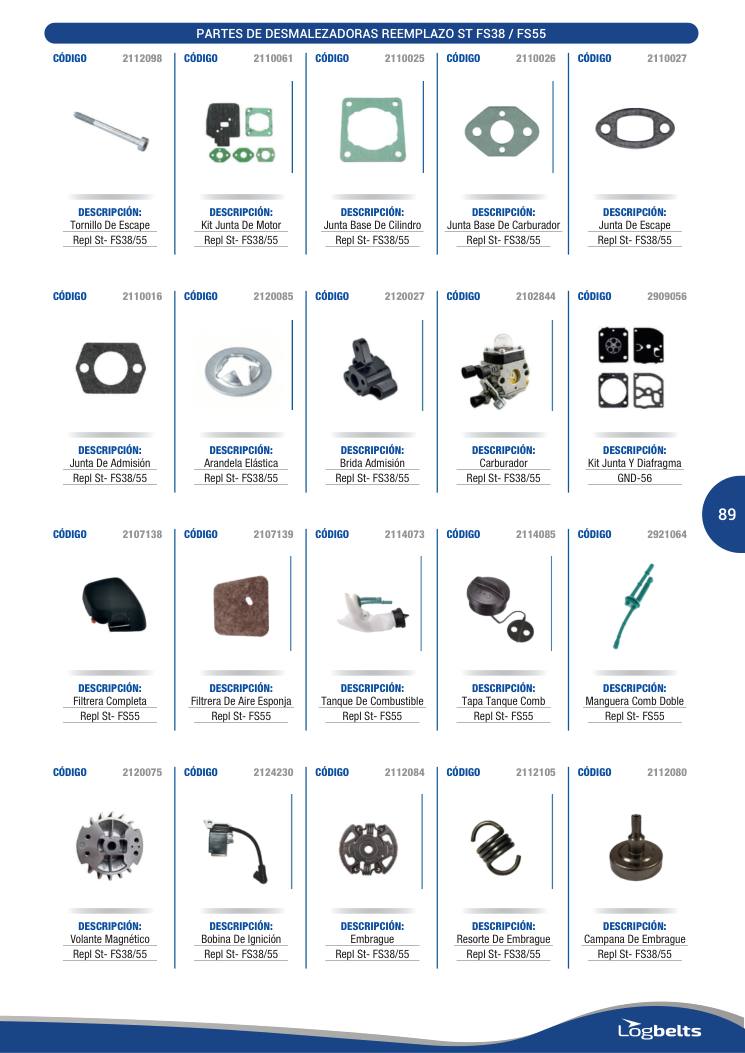 PARTES DE DESMALEZADORAS REEMPLAZO ST FS38 / FS55
CÓDIGO 2112098
DESCRIPCIÓN:
Tornillo De Escape
Repl St- FS38/55
CÓDIGO 2110061
DESCRIPCIÓN:
Kit Junta De Motor
Repl St- FS38/55
CÓDIGO 2110025
DESCRIPCIÓN:
Junta Base De Cilindro
Repl St- FS38/55
CÓDIGO 2110026
DESCRIPCIÓN:
Junta Base De Carburador
Repl St- FS38/55
CÓDIGO 2110027
DESCRIPCIÓN:
Junta De Escape
Repl St- FS38/55
CÓDIGO 2110016
DESCRIPCIÓN:
Junta De Admisión
Repl St- FS38/55
CÓDIGO 2120085
DESCRIPCIÓN:
Arandela Elástica
Repl St- FS38/55
CÓDIGO 2120027
DESCRIPCIÓN:
Brida Admisión
Repl St- FS38/55
CÓDIGO 2102844
DESCRIPCIÓN:
Carburador
Repl St- FS38/55
CÓDIGO 2909056
DESCRIPCIÓN:
Kit Junta Y Diafragma
GND-56
89
CÓDIGO 2107138
DESCRIPCIÓN:
Filtrera Completa
Repl St- FS55
CÓDIGO 2107139
DESCRIPCIÓN:
Filtrera De Aire Esponja
Repl St- FS55
CÓDIGO 2114073
DESCRIPCIÓN:
Tanque De Combustible
Repl St- FS55
CÓDIGO 2114085
DESCRIPCIÓN:
Tapa Tanque Comb
Repl St- FS55
CÓDIGO 2921064
DESCRIPCIÓN:
Manguera Comb Doble
Repl St- FS55
CÓDIGO 2120075
DESCRIPCIÓN:
Volante Magnético
Repl St- FS38/55
CÓDIGO 2124230
DESCRIPCIÓN:
Bobina De Ignición
Repl St- FS38/55
CÓDIGO 2112084
DESCRIPCIÓN:
Embrague
Repl St- FS38/55
CÓDIGO 2112105
DESCRIPCIÓN:
Resorte De Embrague
Repl St- FS38/55
CÓDIGO 2112080
DESCRIPCIÓN:
Campana De Embrague
Repl St- FS38/55
Logbelts